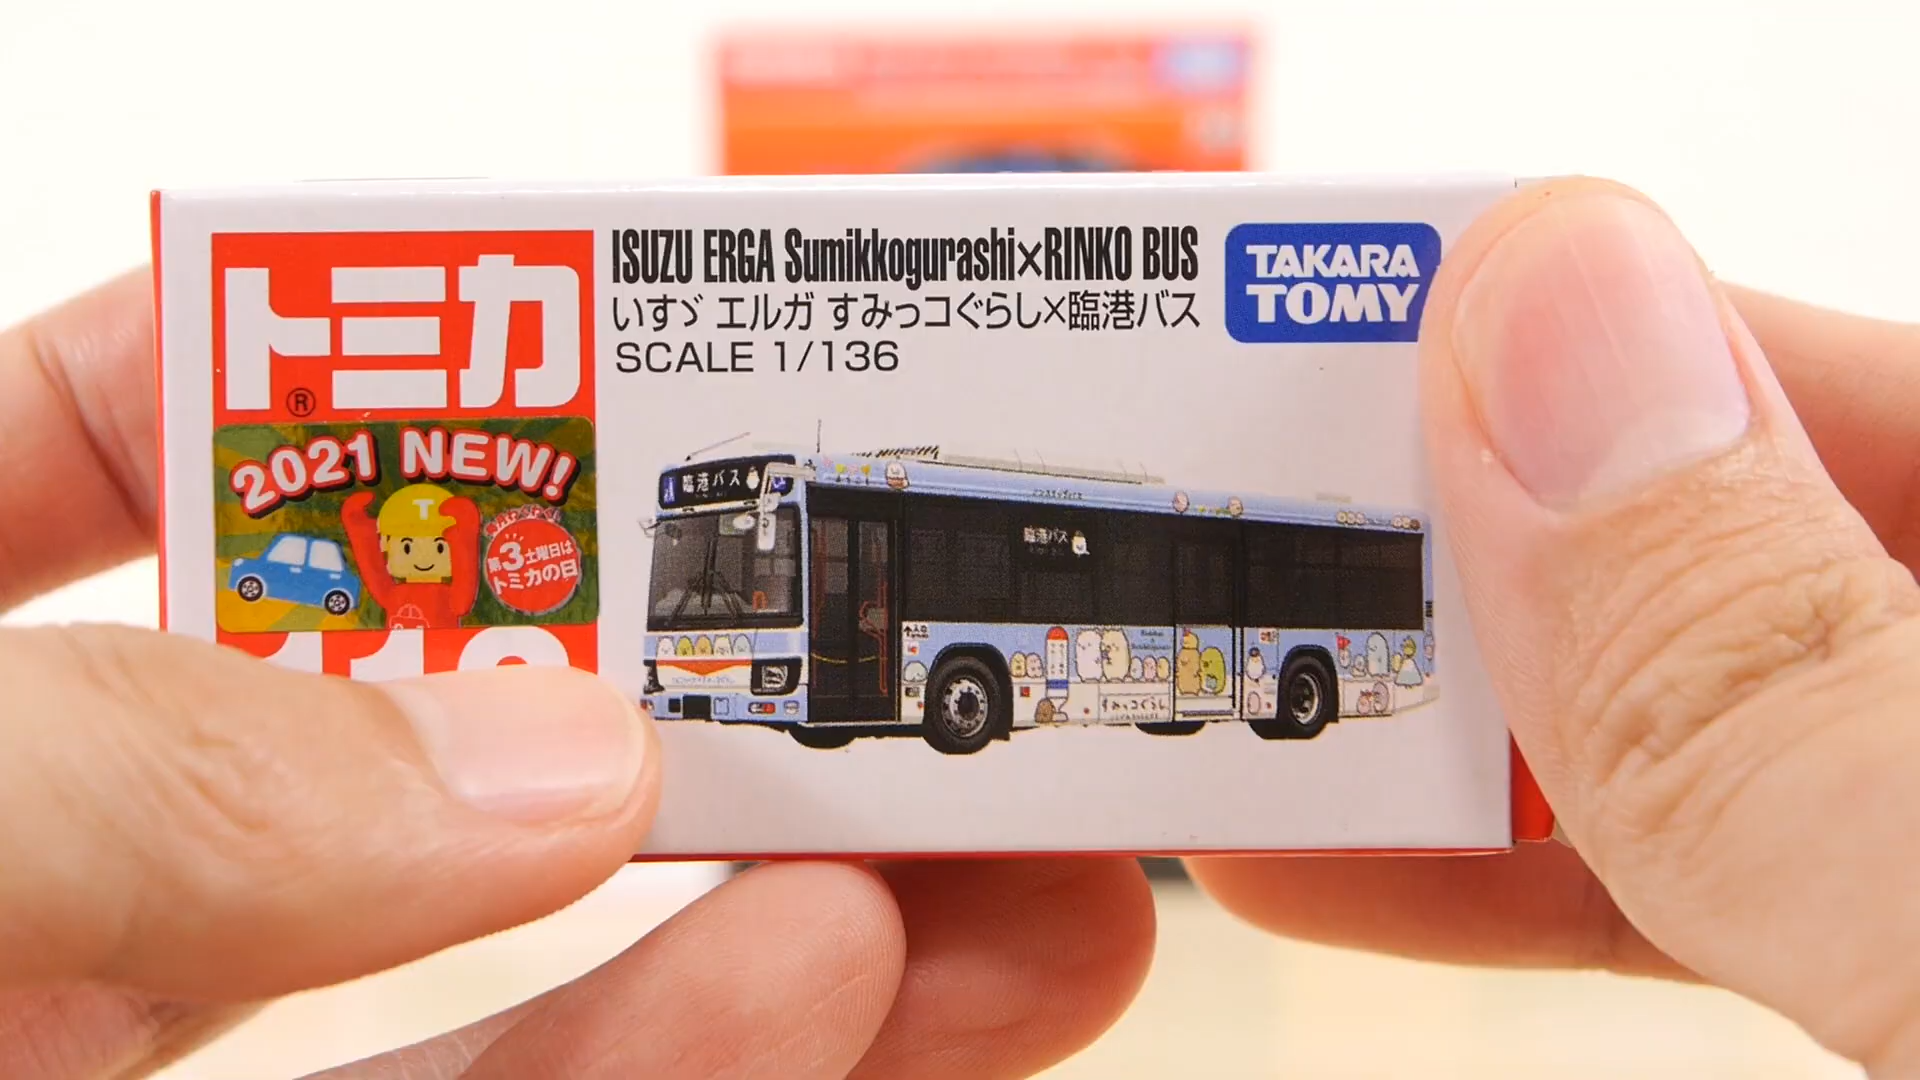 トミカ
®
ISUZU ERGA Sumikkogurashi×RINKO BUS
いすゞ エルガ すみっコぐらし×臨港バス
SCALE 1/136
TAKARA
TOMY
2021 NEW!
T
第3土曜日は
トミカの日
臨港バス
臨港バス
すみっコぐらし